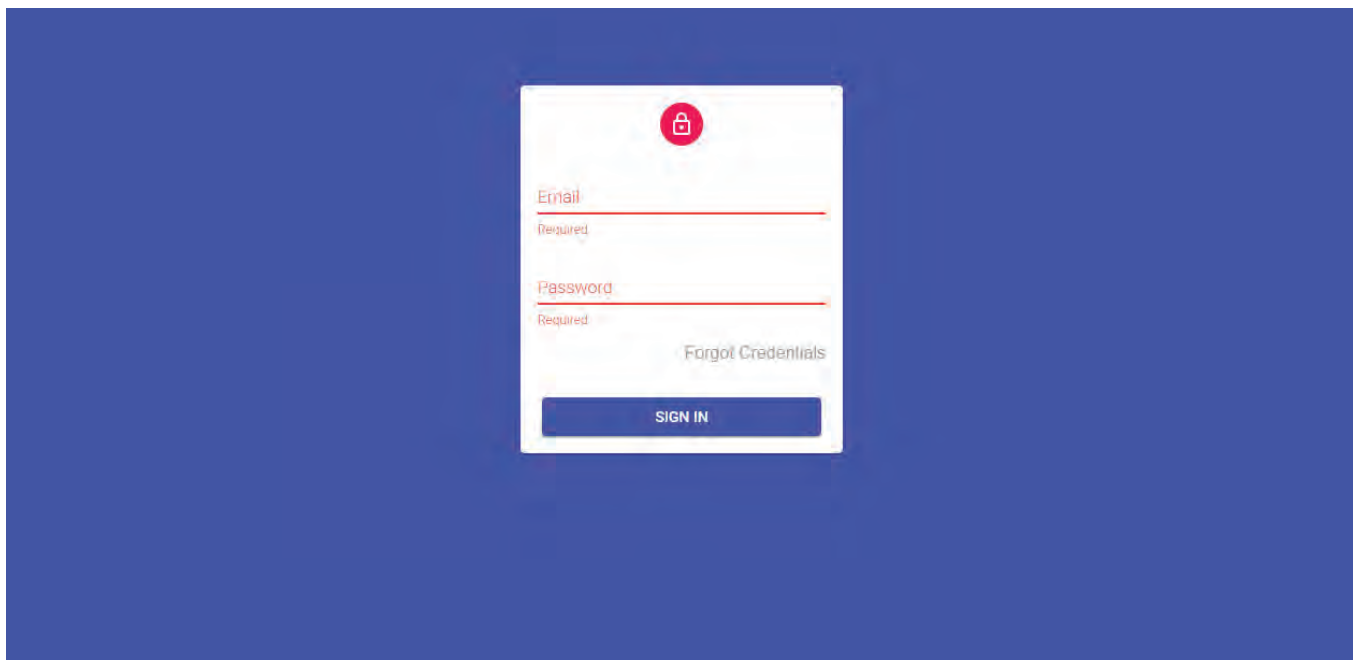 Email
Required
Password
Required
Forgot Credentials
SIGN IN